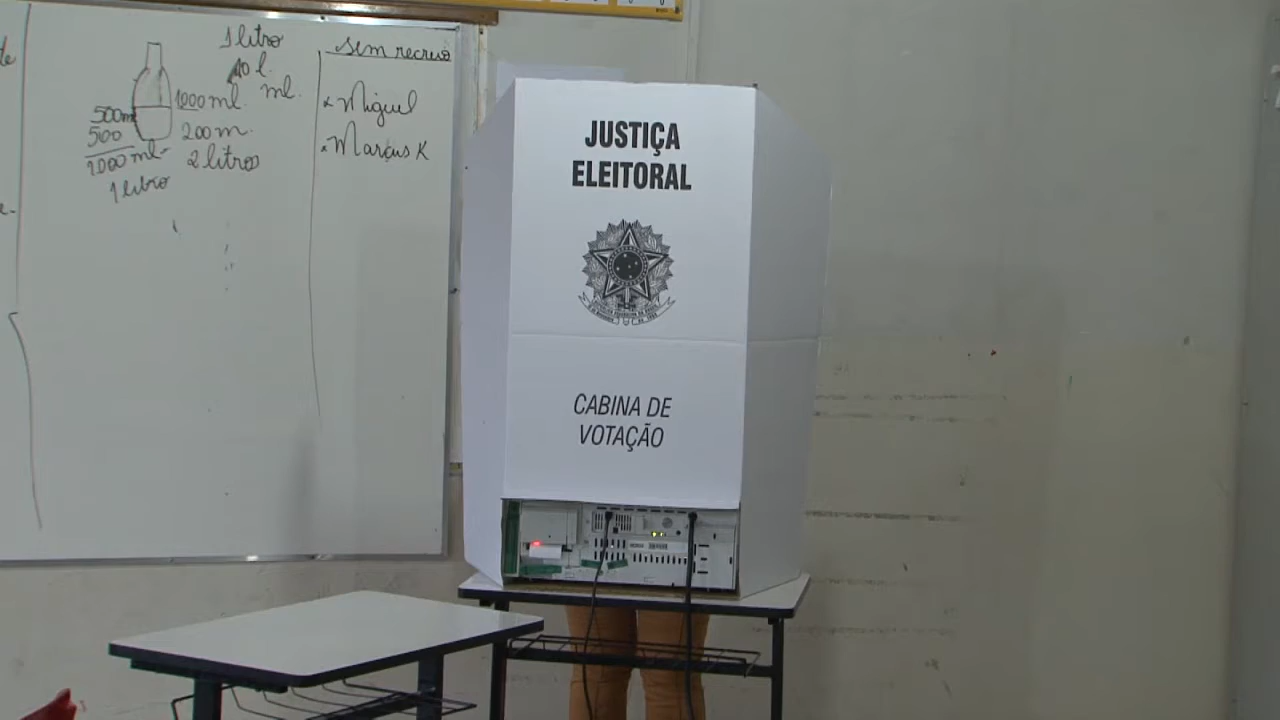 1 litro
10 l.
ml.
1000 ml.
500ml
500
200 m.
1000 ml
2 litros
1 litro
Sem recreio
Miguel
Marcus K
JUSTIÇA
ELEITORAL
CABINA DE
VOTAÇÃO